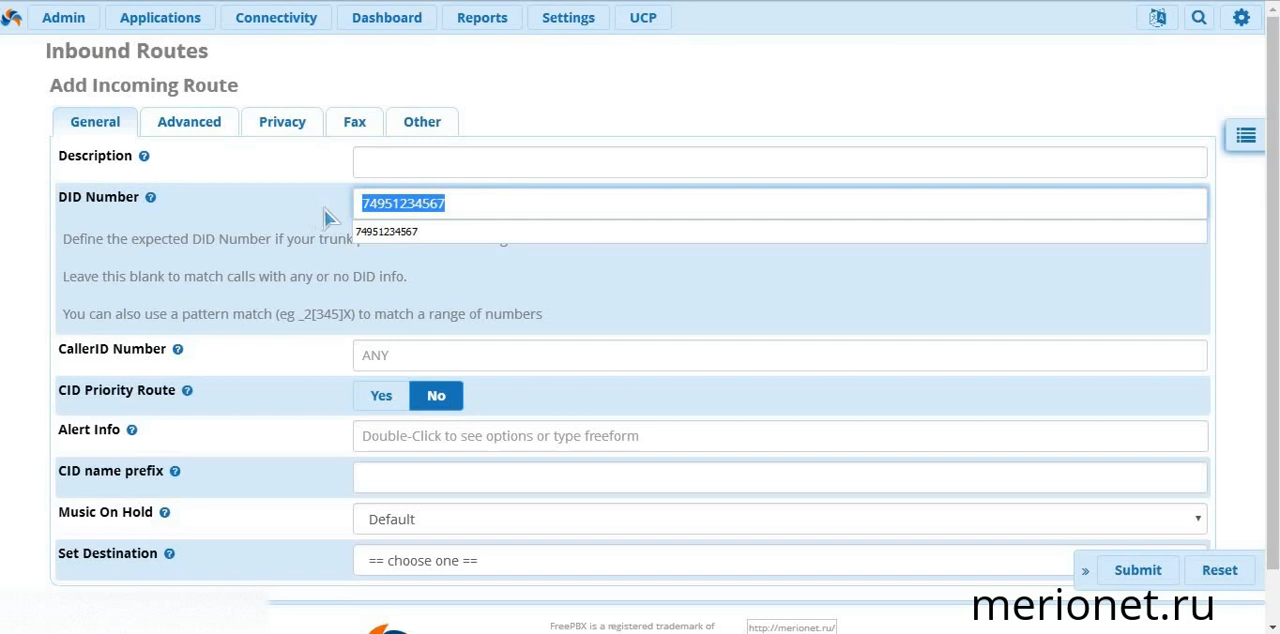 Admin
Applications
Connectivity
Dashboard
Reports
Settings
UCP
Inbound Routes
Add Incoming Route
General
Advanced
Privacy
Fax
Other
Description
DID Number
74951234567
74951234567
Define the expected DID Number if your trunk
Leave this blank to match calls with any or no DID info.
You can also use a pattern match (eg _2[345]X) to match a range of numbers
CallerID Number
ANY
CID Priority Route
Yes
No
Alert Info
Double-Click to see options or type freeform
CID name prefix
Music On Hold
Default
Set Destination
== choose one ==
» Submit Reset
merionet.ru
FreePBX is a registered trademark of
http://merionet.ru/